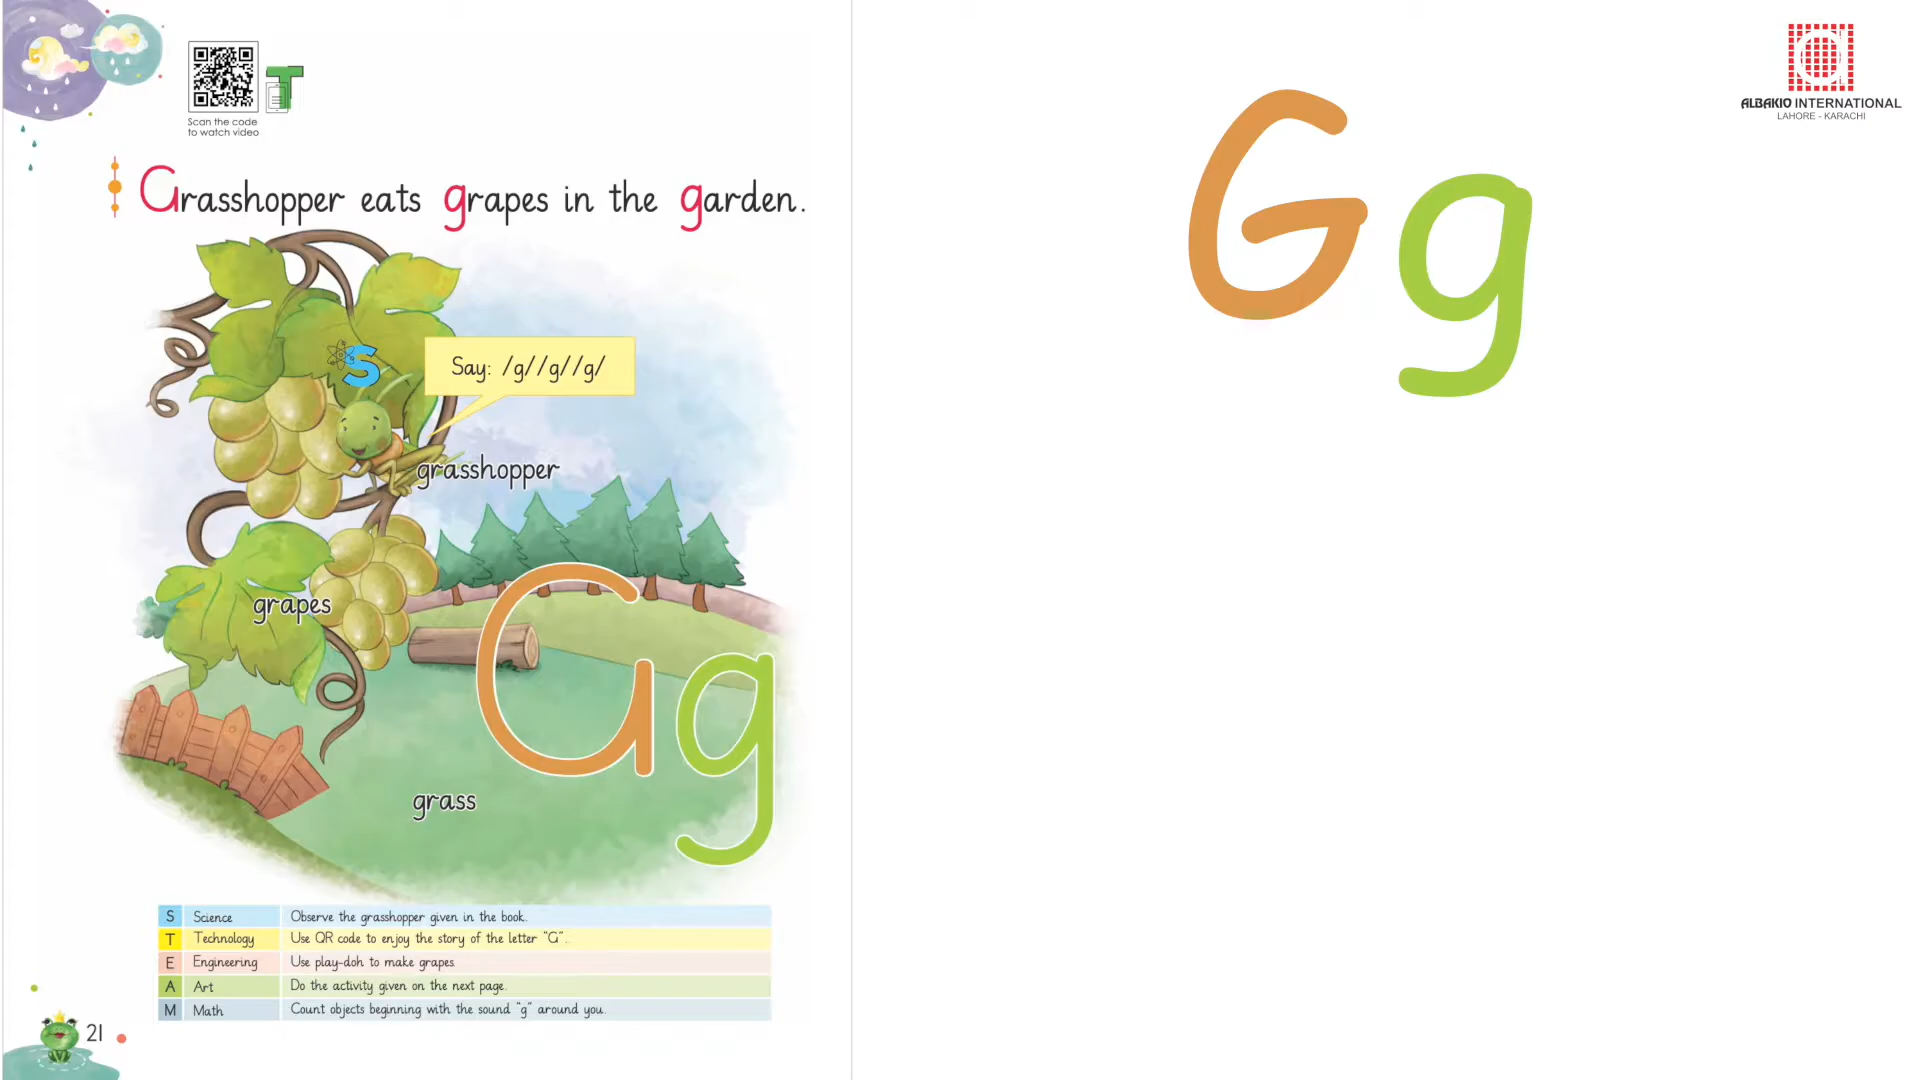 Scan the code
to watch video
T
Grasshopper eats grapes in the garden.
S
Say: /g//g//g/
grasshopper
grapes
Gg
grass
S Science Observe the grasshopper given in the book.
T Technology Use QR code to enjoy the story of the letter "G".
E Engineering Use play-doh to make grapes.
A Art Do the activity given on the next page.
M Math Count objects beginning with the sound "g" around you.
21
Gg
a
ALBAKIO INTERNATIONAL
LAHORE - KARACHI